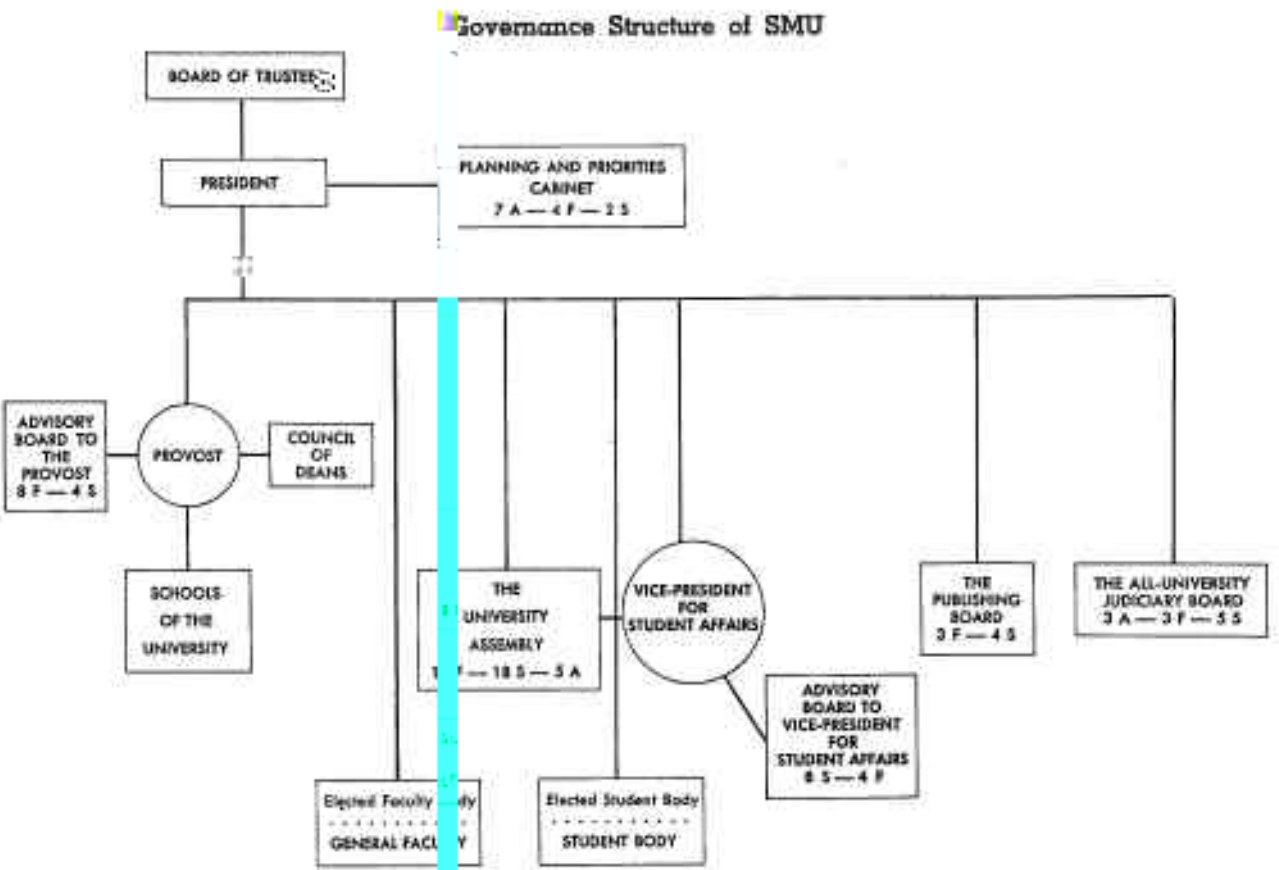 Governance Structure of SMU
BOARD OF TRUSTEES
PRESIDENT
PLANNING AND PRIORITIES
CABINET
7 A — 4 F — 2 S
ADVISORY
BOARD TO
THE
PROVOST
8 F — 4 S
PROVOST
COUNCIL
OF
DEANS
SCHOOLS
OF THE
UNIVERSITY
THE
UNIVERSITY
ASSEMBLY
F — 18 S — 5 A
VICE-PRESIDENT
FOR
STUDENT AFFAIRS
THE
PUBLISHING
BOARD
3 F — 4 S
THE ALL-UNIVERSITY
JUDICIARY BOARD
3 A — 3 F — 5 S
ADVISORY
BOARD TO
VICE-PRESIDENT
FOR
STUDENT AFFAIRS
8 S — 4 F
Elected Faculty Body
GENERAL FACULTY
Elected Student Body
STUDENT BODY